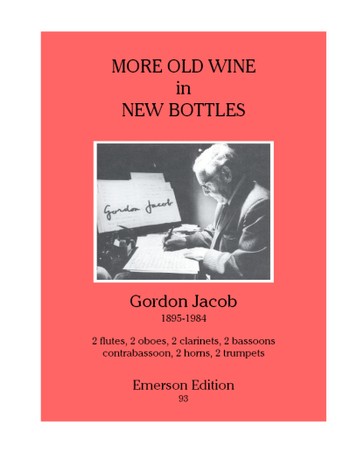 MORE OLD WINE
in
NEW BOTTLES
Gordon Jacob
Gordon Jacob
1895-1984
2 flutes, 2 oboes, 2 clarinets, 2 bassoons
contrabassoon, 2 horns, 2 trumpets
Emerson Edition
93